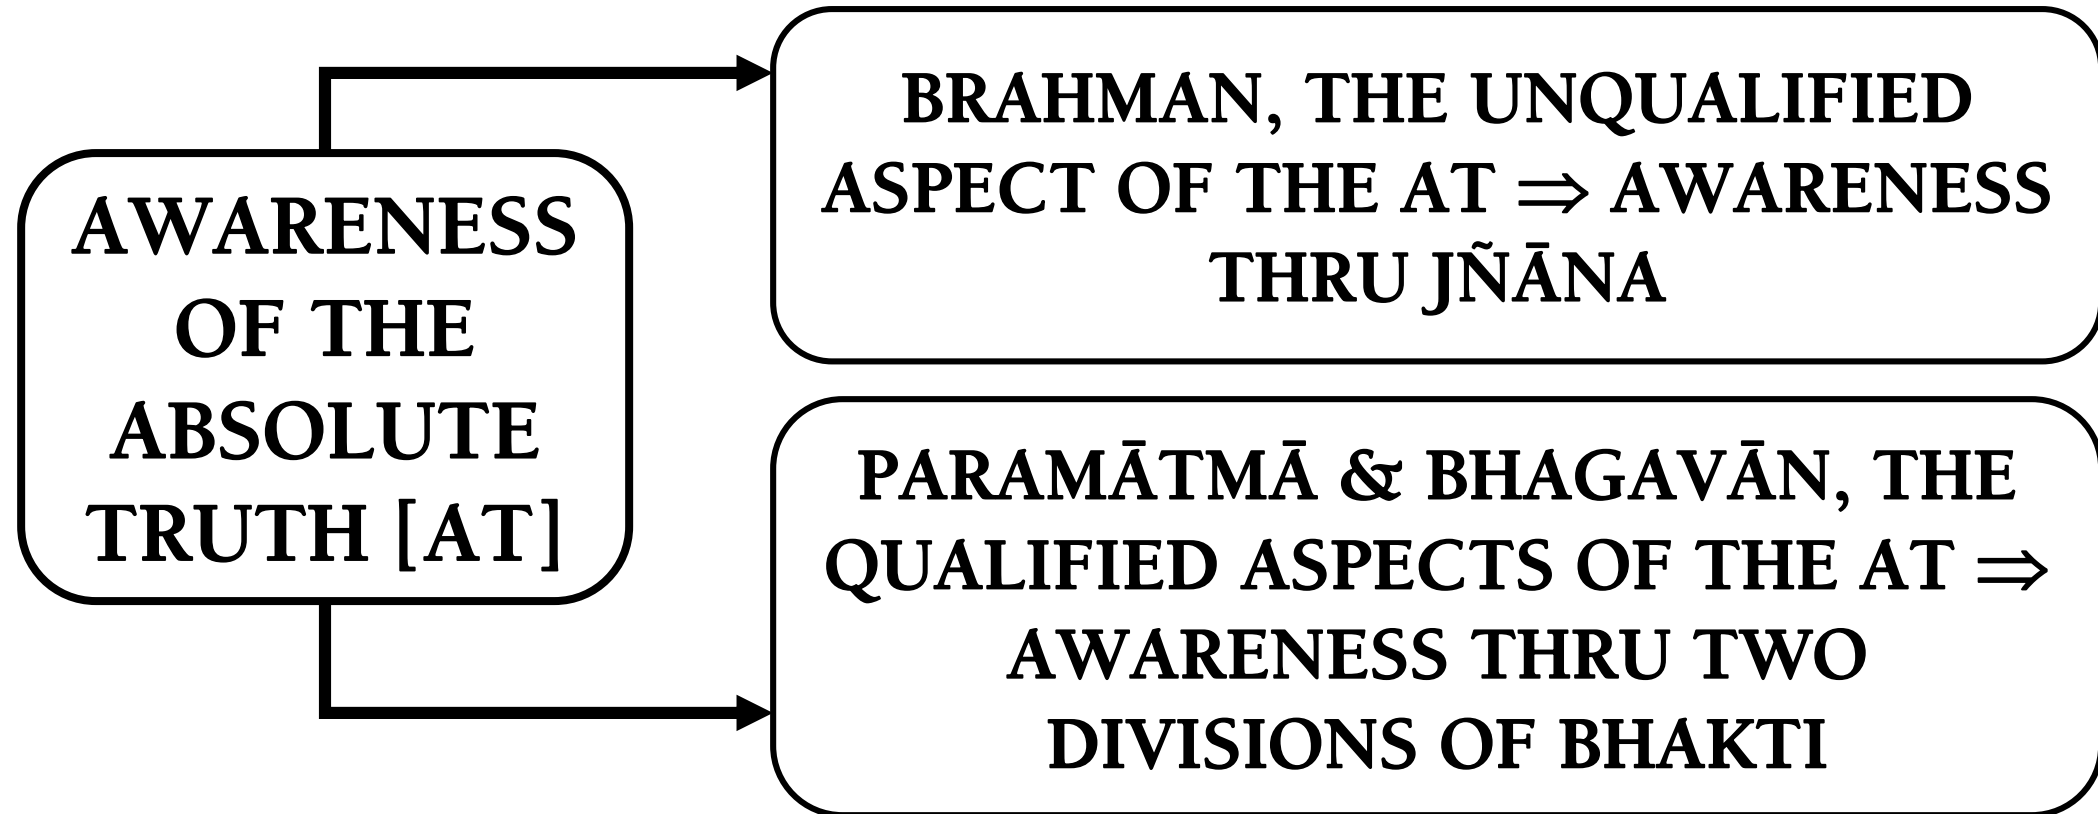 AWARENESS
OF THE
ABSOLUTE
TRUTH [AT]
BRAHMAN, THE UNQUALIFIED
ASPECT OF THE AT ⇒ AWARENESS
THRU JÑĀNA
PARAMĀTMĀ & BHAGAVĀN, THE
QUALIFIED ASPECTS OF THE AT ⇒
AWARENESS THRU TWO
DIVISIONS OF BHAKTI